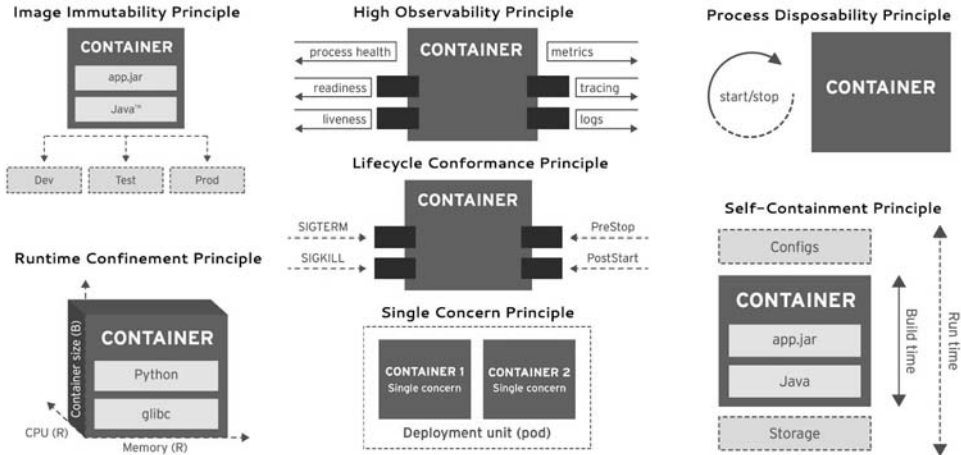 Image Immutability Principle
CONTAINER
app.jar
Java™
Dev
Test
Prod
High Observability Principle
CONTAINER
process health
readiness
liveness
metrics
tracing
logs
Process Disposability Principle
start/stop
CONTAINER
Lifecycle Conformance Principle
CONTAINER
SIGTERM
SIGKILL
PreStop
PostStart
Runtime Confinement Principle
Container size (B)
CONTAINER
Python
glibc
CPU (R)
Memory (R)
Single Concern Principle
CONTAINER 1
Single concern
CONTAINER 2
Single concern
Deployment unit (pod)
Self-Containment Principle
Configs
CONTAINER
app.jar
Java
Storage
Build time
Run time